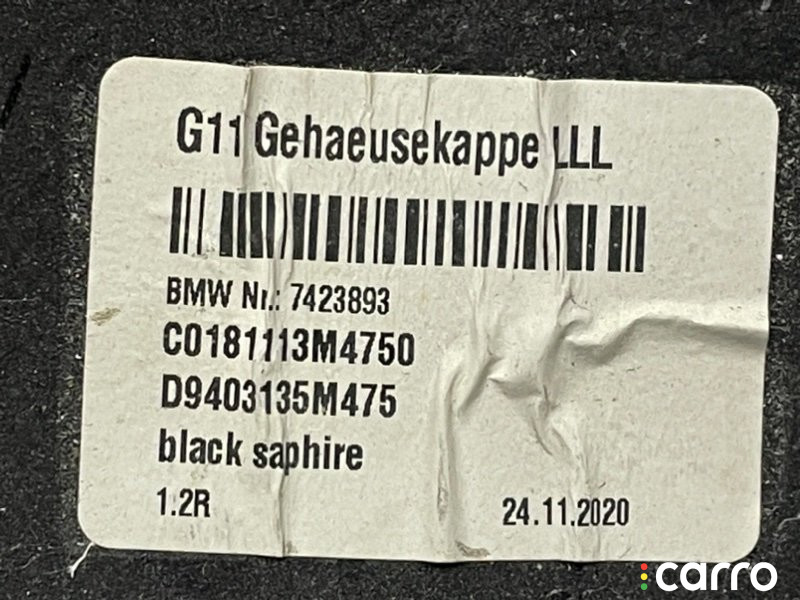 G11 Gehaeusekappe LLL
BMW Nr.: 7423893
C0181113M4750
D9403135M475
black saphire
1.2R
24.11.2020
carro